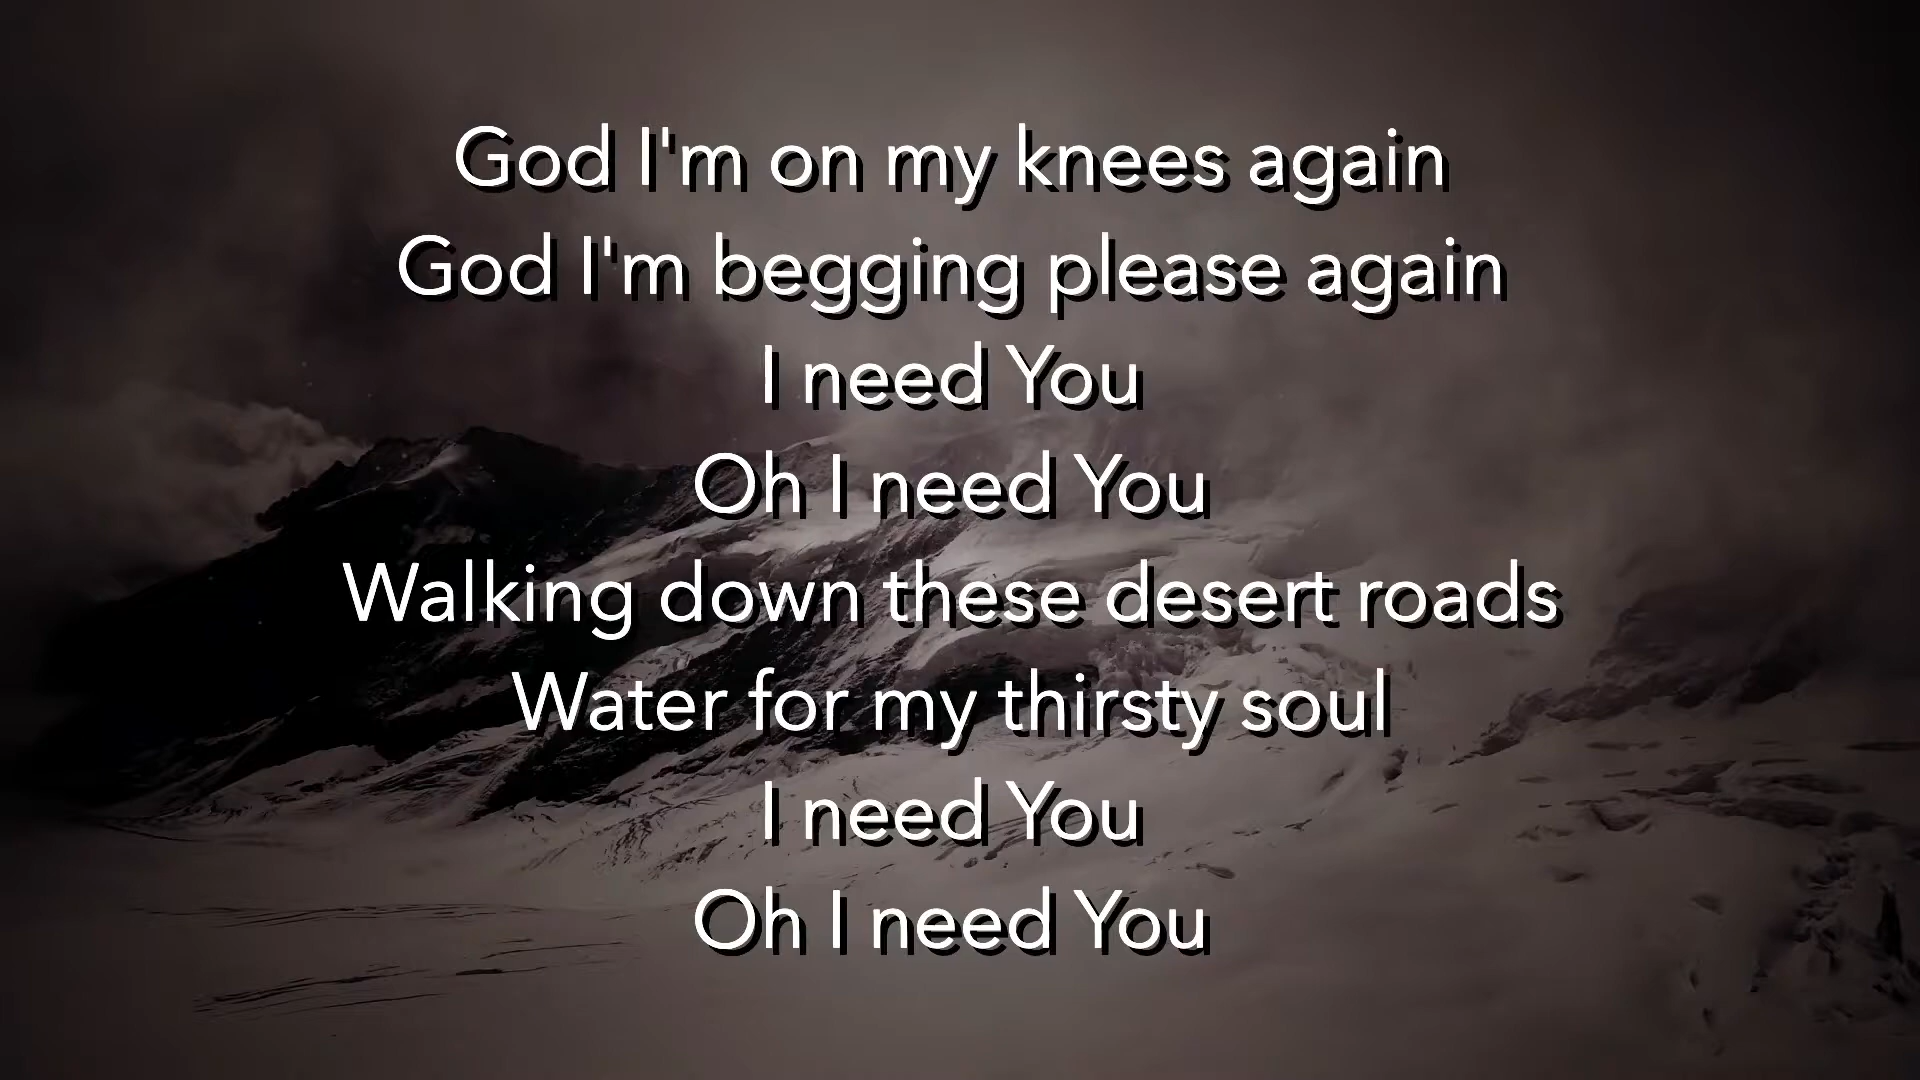 God I'm on my knees again
God I'm begging please again
I need You
Oh I need You
Walking down these desert roads
Water for my thirsty soul
I need You
Oh I need You